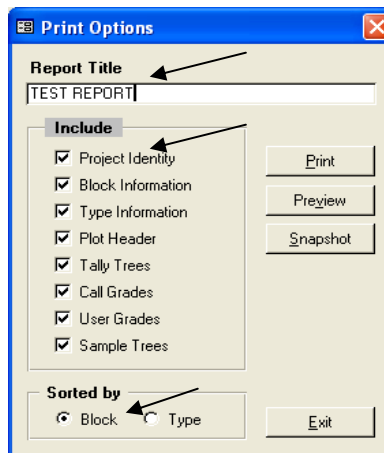 Print Options
Report Title
TEST REPORT
Include
Project Identity
Print
Block Information
Preview
Type Information
Snapshot
Plot Header
Tally Trees
Call Grades
User Grades
Sample Trees
Sorted by
Block Type
Exit